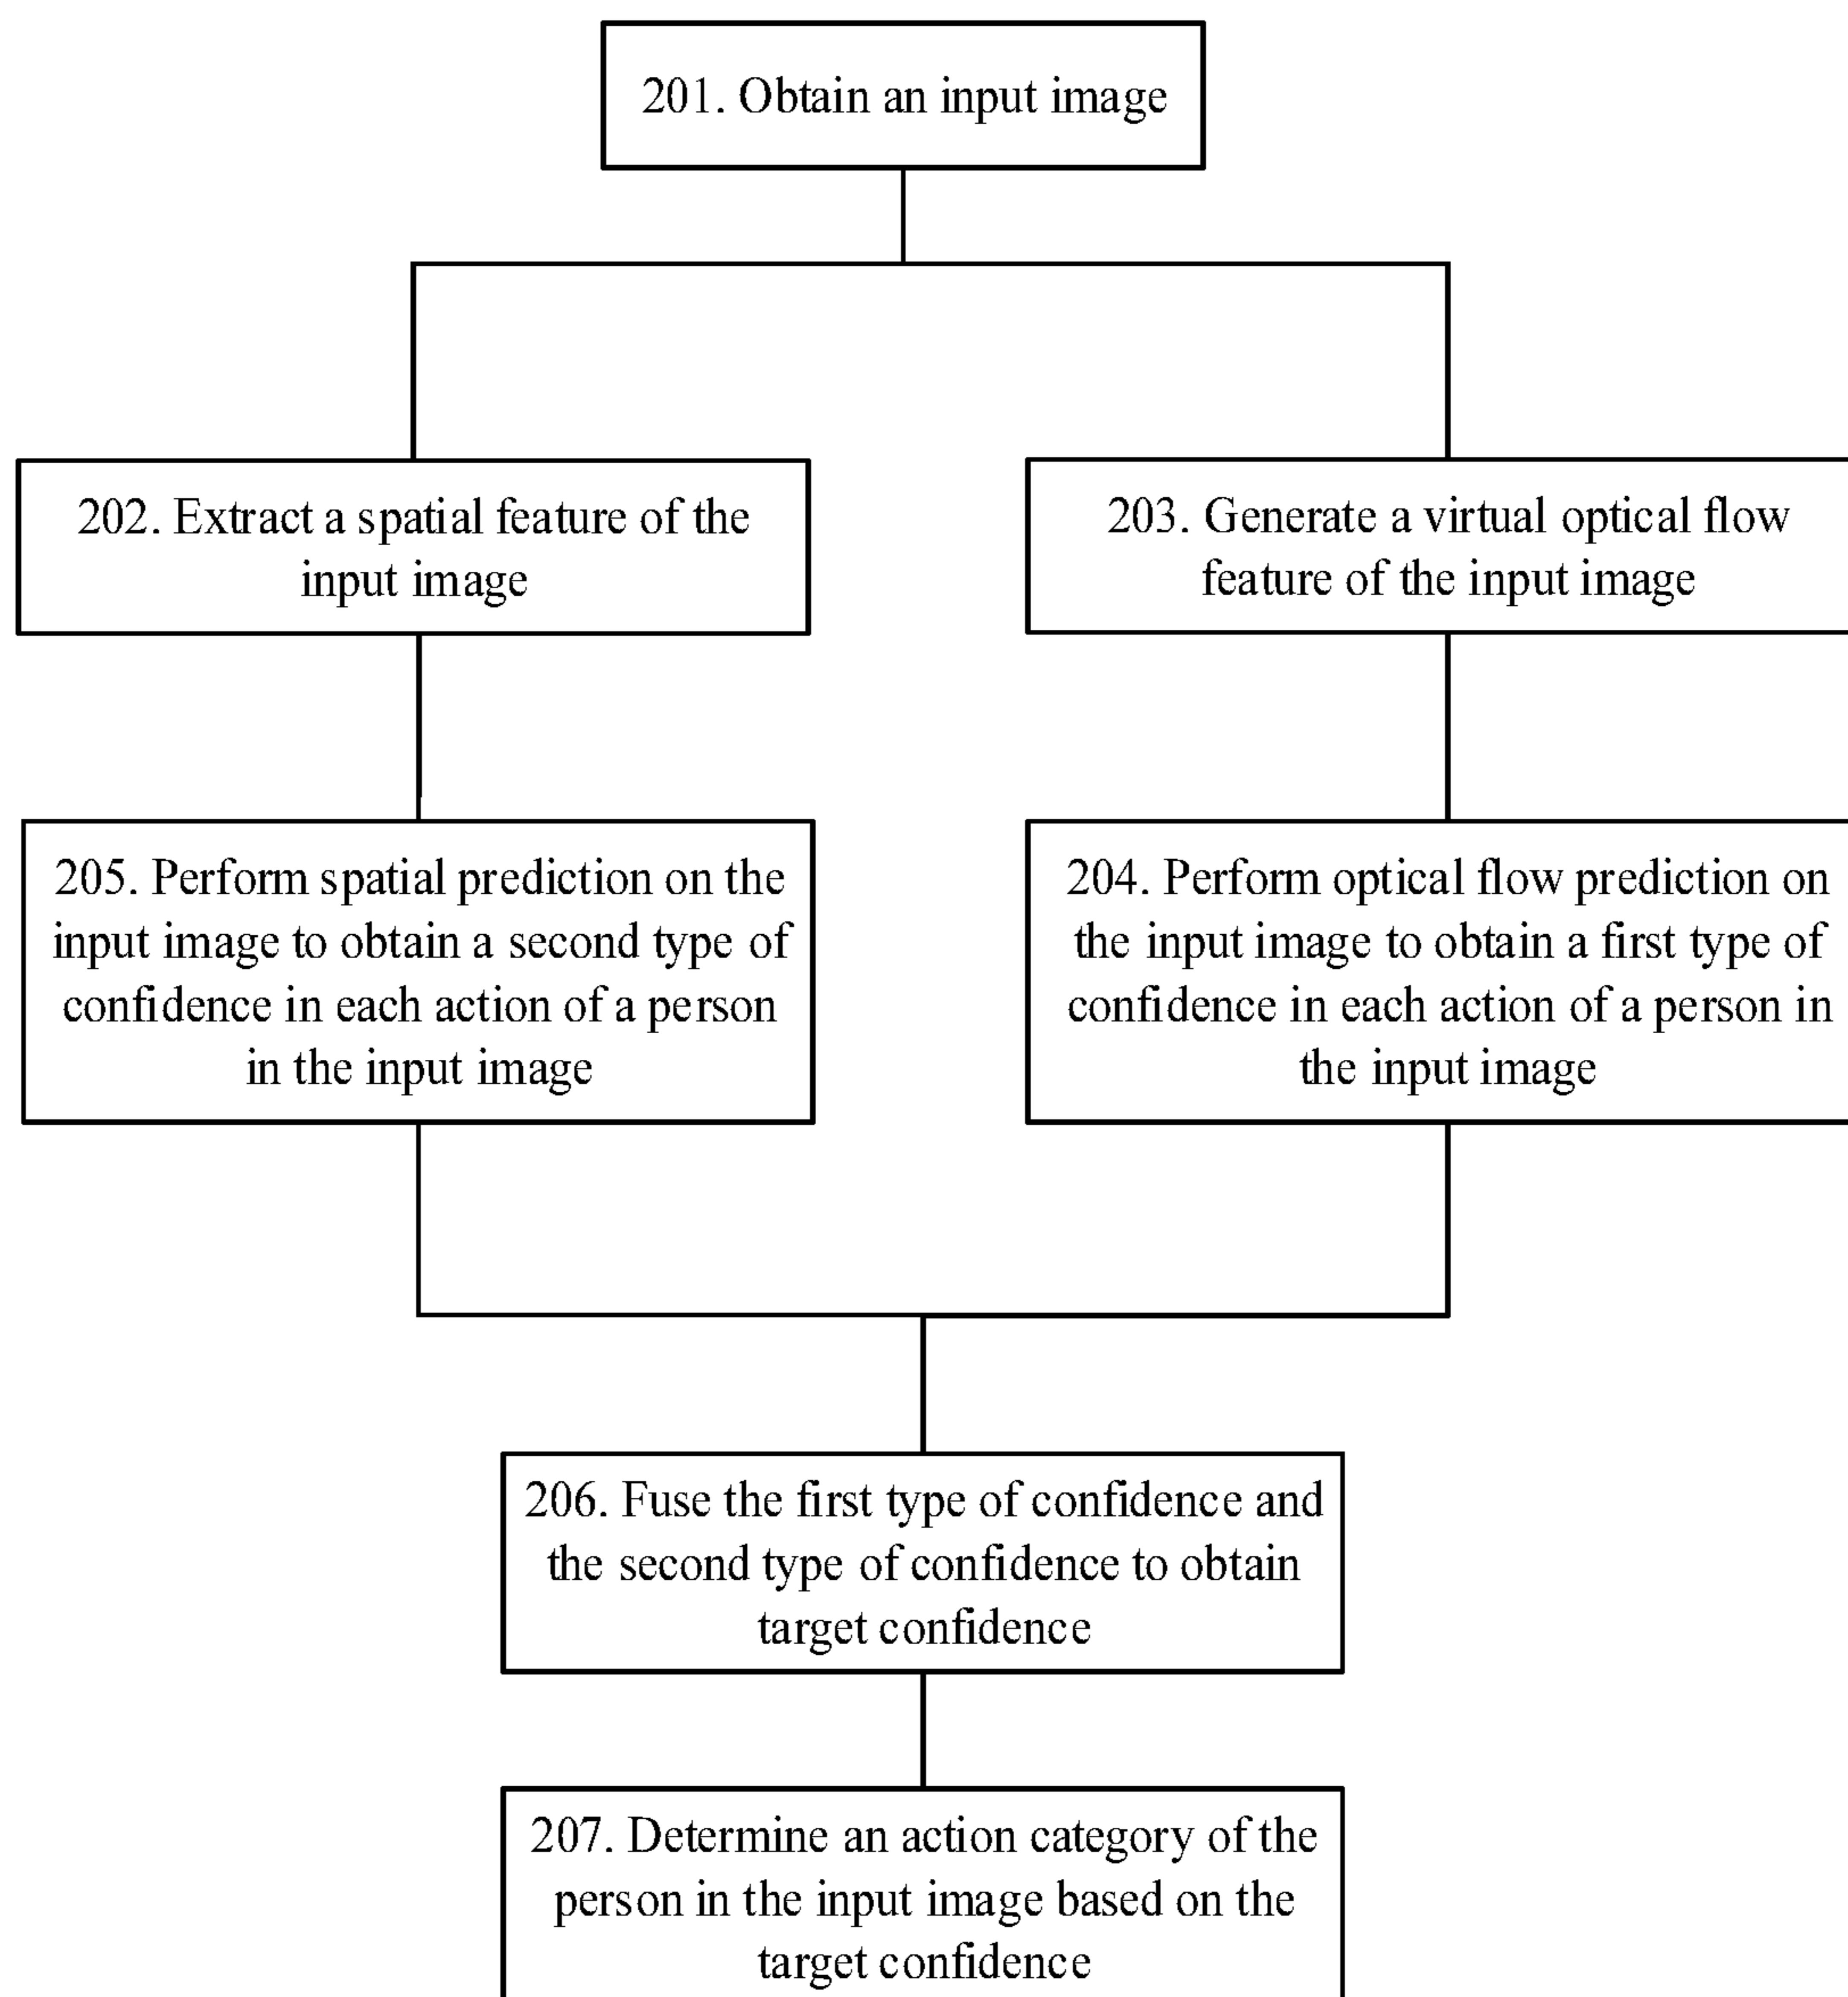 201. Obtain an input image
202. Extract a spatial feature of the
input image
203. Generate a virtual optical flow
feature of the input image
205. Perform spatial prediction on the
input image to obtain a second type of
confidence in each action of a person
in the input image
204. Perform optical flow prediction on
the input image to obtain a first type of
confidence in each action of a person in
the input image
206. Fuse the first type of confidence and
the second type of confidence to obtain
target confidence
207. Determine an action category of the
person in the input image based on the
target confidence